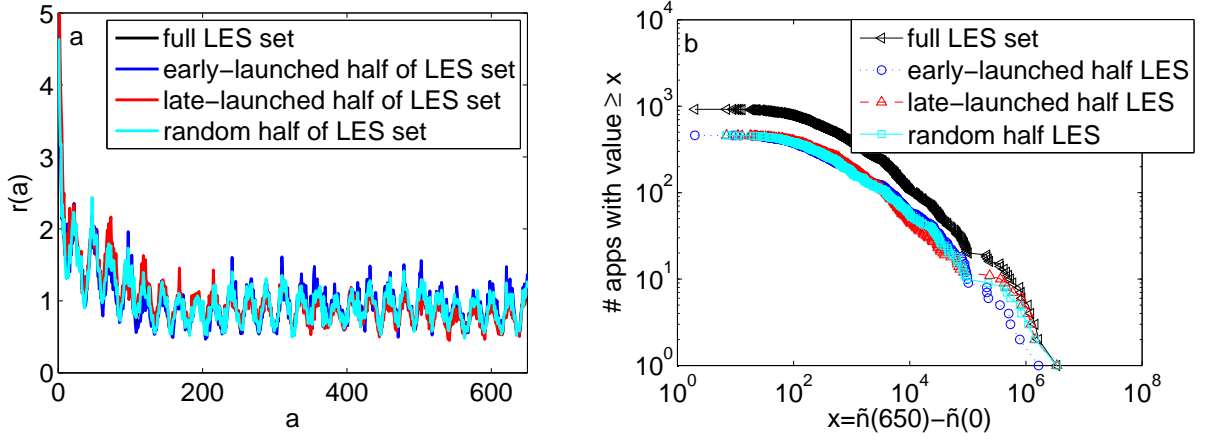 a
full LES set
early−launched half of LES set
late−launched half of LES set
random half of LES set
r(a)
5
4
3
2
1
0
0 200 400 600
a
b
full LES set
early−launched half LES
late−launched half LES
random half LES
# apps with value ≥ x
10^4
10^3
10^2
10^1
10^0
10^0 10^2 10^4 10^6 10^8
x=ñ(650)−ñ(0)